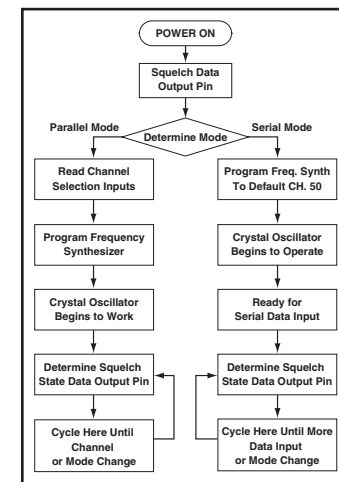 POWER ON
Squelch Data
Output Pin
Parallel Mode
Determine Mode
Serial Mode
Read Channel
Selection Inputs
Program Frequency
Synthesizer
Crystal Oscillator
Begins to Work
Determine Squelch
State Data Output Pin
Cycle Here Until
Channel
or Mode Change
Program Freq. Synth
To Default CH. 50
Crystal Oscillator
Begins to Operate
Ready for
Serial Data Input
Determine Squelch
State Data Output Pin
Cycle Here Until More
Data Input
or Mode Change